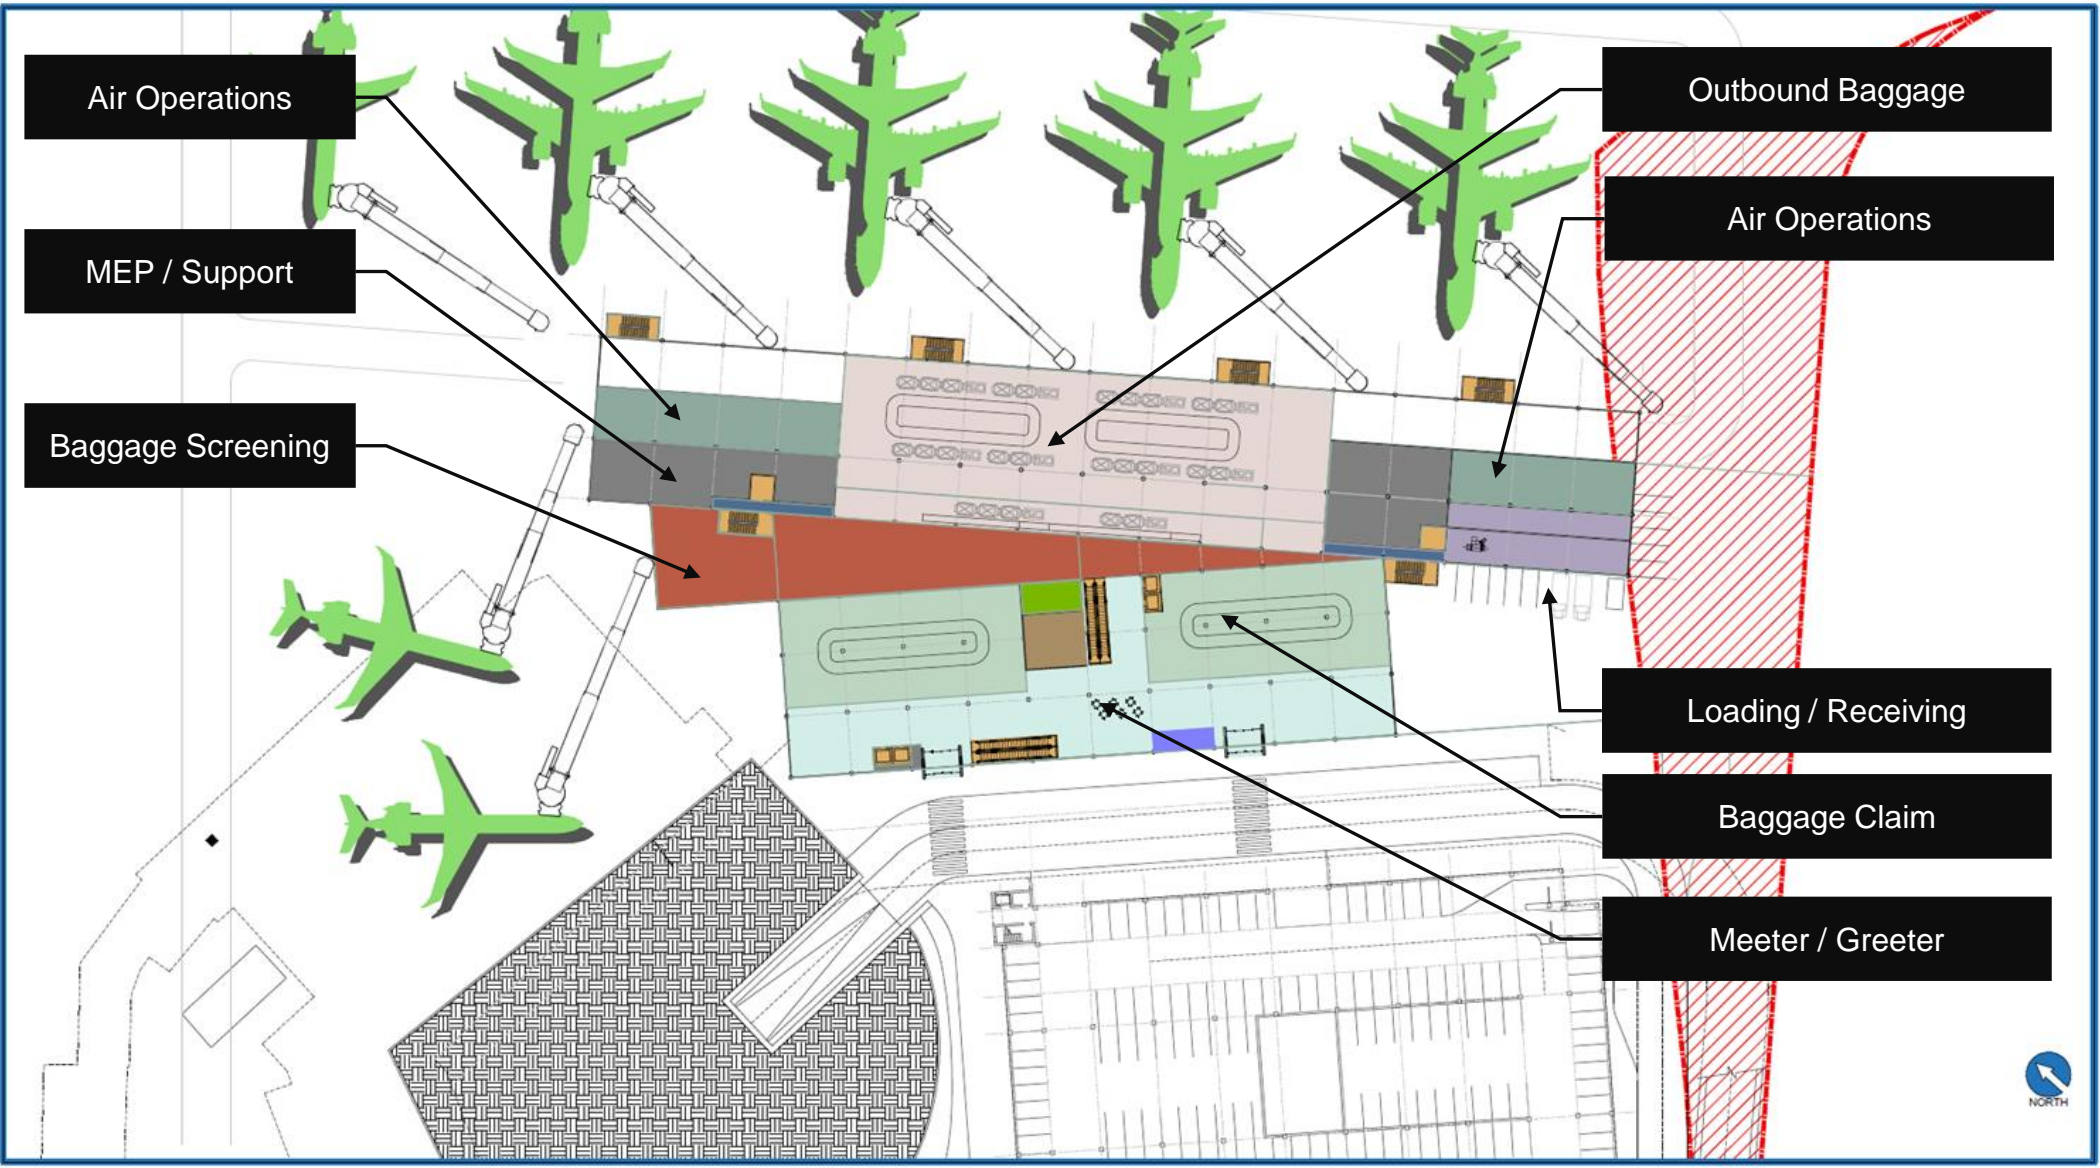 Air Operations
MEP / Support
Baggage Screening
Outbound Baggage
Air Operations
Loading / Receiving
Baggage Claim
Meeter / Greeter
NORTH